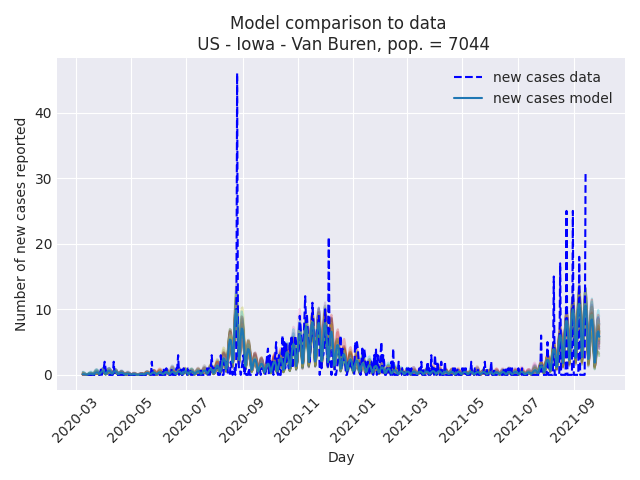 Model comparison to data
US - Iowa - Van Buren, pop. = 7044
new cases data
new cases model
Number of new cases reported
40
30
20
10
0
2020-03
2020-05
2020-07
2020-09
2020-11
2021-01
2021-03
2021-05
2021-07
2021-09
Day